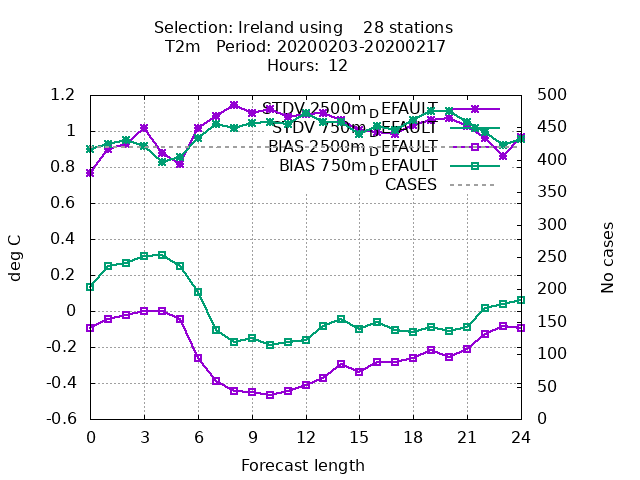 Selection: Ireland using 28 stations
T2m Period: 20200203-20200217
Hours: 12
1.2
1
0.8
0.6
0.4
0.2
0
-0.2
-0.4
-0.6
deg C
500
450
400
350
300
250
200
150
100
50
0
No cases
STDV 2500m_DEFAULT
STDV 750m_DEFAULT
BIAS 2500m_DEFAULT
BIAS 750m_DEFAULT
CASES
0 3 6 9 12 15 18 21 24
Forecast length